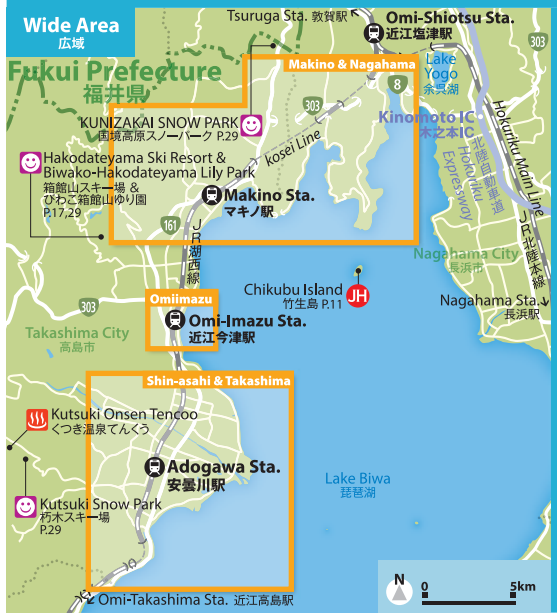 Wide Area
広域
Tsuruga Sta. 敦賀駅
Omi-Shiotsu Sta.
近江塩津駅
Fukui Prefecture
福井県
Makino & Nagahama
8
Lake
Yogo
余呉湖
303
KUNIZAKAI SNOW PARK
国境高原スノーパーク P.29
303
Kinomoto IC
木之本IC
Kosei Line
Hokuriku Main Line
JR北陸本線
北陸自動車道
Hokuriku
Expressway
Hakodateyama Ski Resort &
Biwako-Hakodateyama Lily Park
箱館山スキー場 &
びわこ箱館山ゆり園
P.17,29
Makino Sta.
マキノ駅
161
JR湖西線
Nagahama City
長浜市
Chikubu Island
竹生島 P.11
JH
Nagahama Sta.
長浜駅
303
Omiimazu
Omi-Imazu Sta.
近江今津駅
Takashima City
高島市
Shin-asahi & Takashima
Kutsuki Onsen Tencoo
くつき温泉てんくう
Adogawa Sta.
安曇川駅
Lake Biwa
琵琶湖
Kutsuki Snow Park
朽木スキー場
P.29
Omi-Takashima Sta. 近江高島駅
N
0
5km